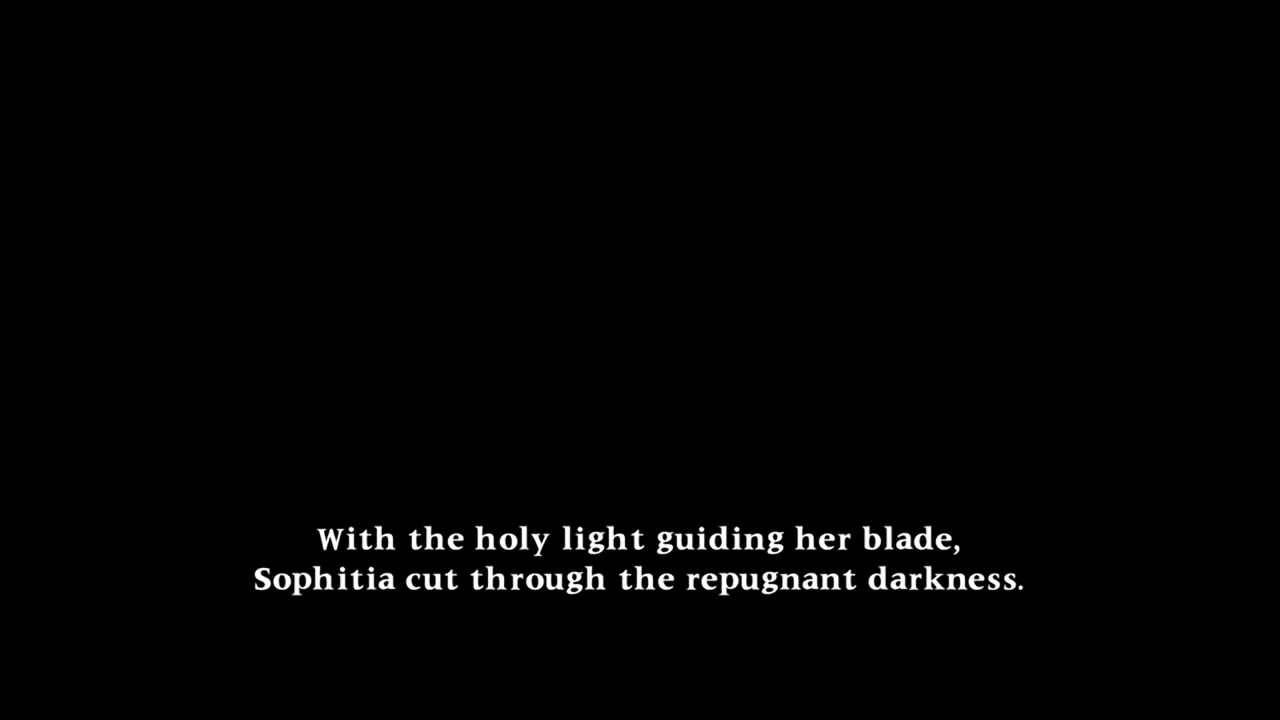 With the holy light guiding her blade,
Sophitia cut through the repugnant darkness.